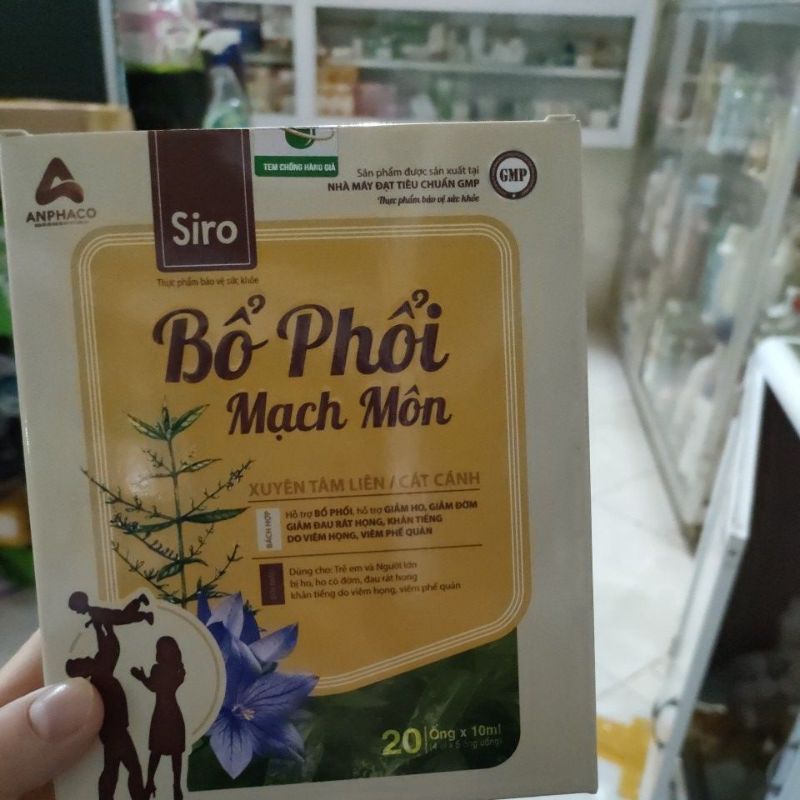 ANPHACO
Siro
TEM CHỐNG HÀNG GIẢ
Sản phẩm được sản xuất tại
NHÀ MÁY ĐẠT TIÊU CHUẨN GMP
Thực phẩm bảo vệ sức khỏe
GMP
Thực phẩm bảo vệ sức khỏe
Bổ Phổi
Mạch Môn
XUYÊN TÂM LIÊN / CÁT CÁNH
BÁCH HỢP
Hỗ trợ BỔ PHỔI, hỗ trợ GIẢM HO, GIẢM ĐỜM
GIẢM ĐAU RÁT HỌNG, KHẢN TIẾNG
DO VIÊM HỌNG, VIÊM PHẾ QUẢN
Dùng cho: Trẻ em và Người lớn
bị ho, ho có đờm, đau rát họng
khản tiếng do viêm họng, viêm phế quản
20 ống x 10ml